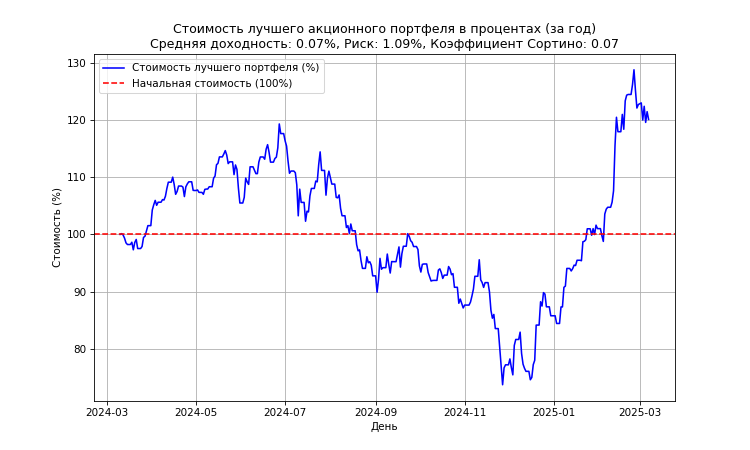 Стоимость лучшего акционного портфеля в процентах (за год)
Средняя доходность: 0.07%, Риск: 1.09%, Коэффициент Сортино: 0.07
Стоимость лучшего портфеля (%)
Начальная стоимость (100%)
Стоимость (%)
130
120
110
100
90
80
2024-03
2024-05
2024-07
2024-09
2024-11
2025-01
2025-03
День